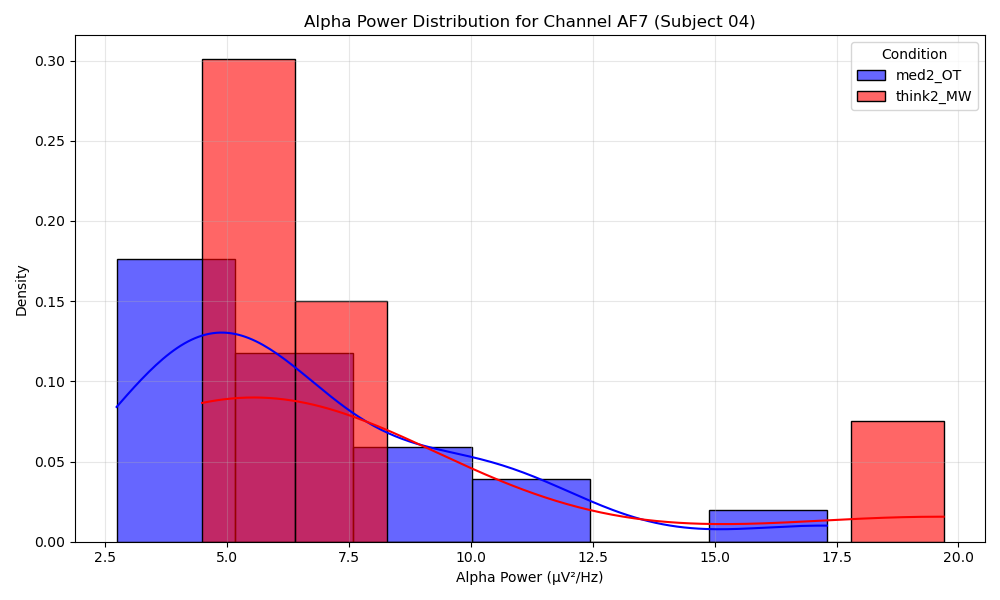 Alpha Power Distribution for Channel AF7 (Subject 04)
Condition
med2_OT
think2_MW
Density
0.30
0.25
0.20
0.15
0.10
0.05
0.00
2.5 5.0 7.5 10.0 12.5 15.0 17.5 20.0
Alpha Power (μV²/Hz)